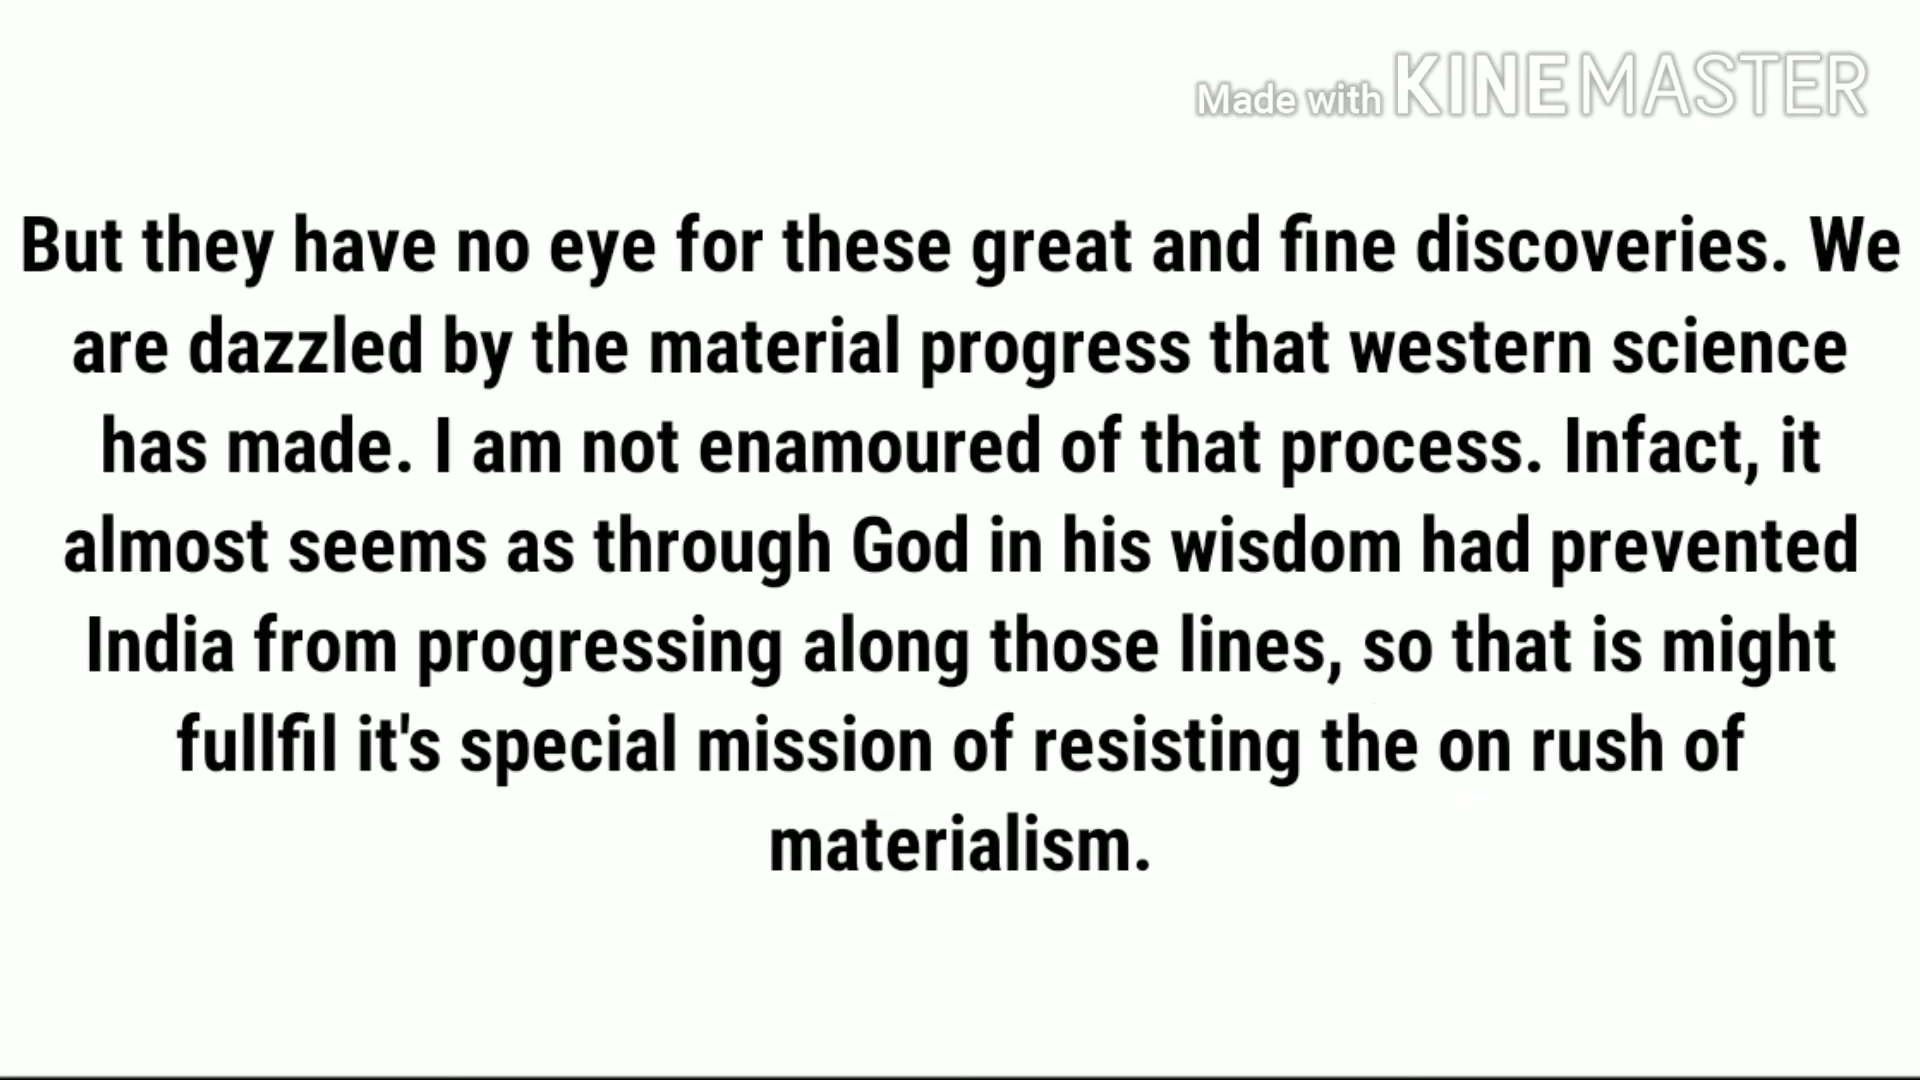 Made with KINEMASTER
But they have no eye for these great and fine discoveries. We
are dazzled by the material progress that western science
has made. I am not enamoured of that process. Infact, it
almost seems as through God in his wisdom had prevented
India from progressing along those lines, so that is might
fullfil it's special mission of resisting the on rush of
materialism.